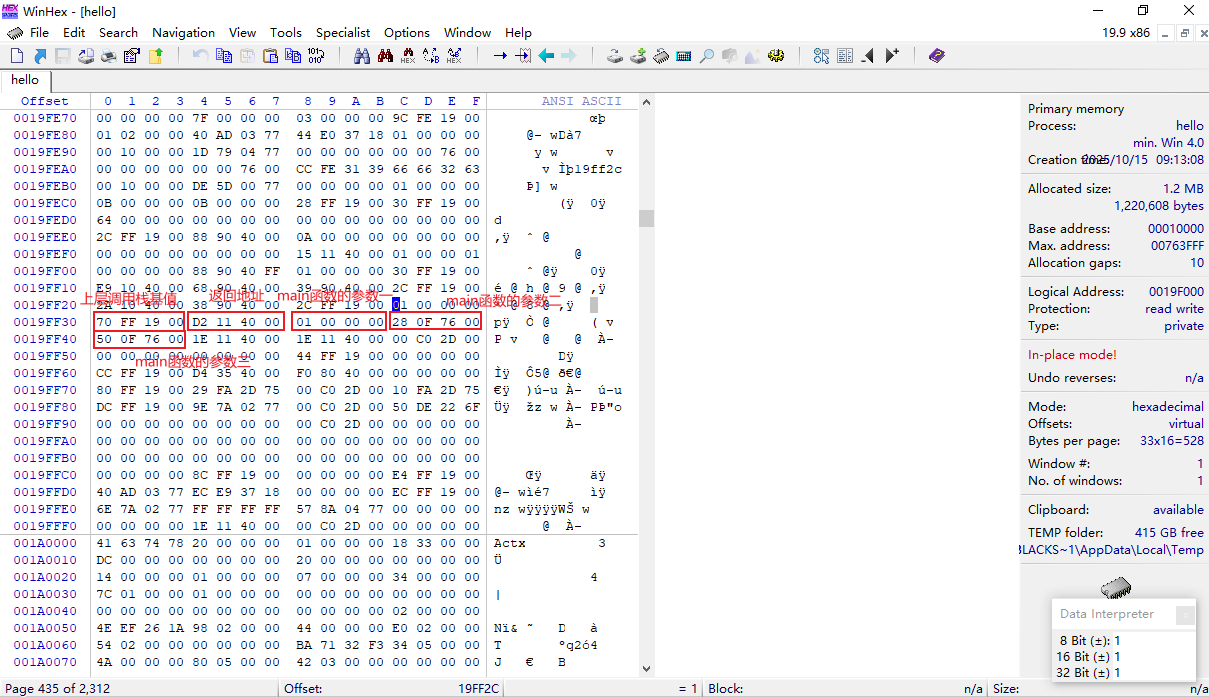 WinHex - [hello]
File Edit Search Navigation View Tools Specialist Options Window Help 19.9 x86
hello
Offset 0 1 2 3 4 5 6 7 8 9 A B C D E F ANSI ASCII
0019FE70 00 00 00 00 7F 00 00 00 03 00 00 00 9C FE 19 00 œþ
0019FE80 01 02 00 00 40 AD 03 77 44 E0 37 18 01 00 00 00 @- wDà7
0019FE90 00 10 00 00 1D 79 04 77 00 00 00 00 00 00 76 00 y w v
0019FEA0 00 00 00 00 00 00 76 00 CC FE 31 39 66 66 32 63 v Ìþ19ff2c
0019FEB0 00 10 00 00 DE 5D 00 77 00 00 00 00 01 00 00 00 Þ] w
0019FEC0 0B 00 00 00 0B 00 00 00 28 FF 19 00 30 FF 19 00 (ÿ 0ÿ
0019FED0 64 00 00 00 00 00 00 00 00 00 00 00 00 00 00 00 d
0019FEE0 2C FF 19 00 88 90 40 00 0A 00 00 00 00 00 00 00 ,ÿ ˆ @
0019FEF0 00 00 00 00 00 00 00 00 15 11 40 00 01 00 00 01 @
0019FF00 00 00 00 00 88 90 40 FF 01 00 00 00 30 FF 19 00 ˆ @ÿ 0ÿ
0019FF10 E9 10 40 00 68 90 40 00 39 90 40 00 2C FF 19 00 é @ h @ 9 @ ,ÿ
上层调用栈基值 返回地址 main函数的参数一 main函数的参数二
0019FF20 2A 10 40 00 38 90 40 00 2C FF 19 00 01 00 00 00
0019FF30 70 FF 19 00 D2 11 40 00 01 00 00 00 28 0F 76 00 pÿ Ò @ ( v
0019FF40 50 0F 76 00 1E 11 40 00 1E 11 40 00 00 C0 2D 00 P v @ @ À-
0019FF50 00 00 00 00 00 00 00 00 44 FF 19 00 00 00 00 00 Dÿ
main函数的参数三
0019FF60 CC FF 19 00 D4 35 40 00 F0 80 40 00 00 00 00 00 Ìÿ Ô5@ ð€@
0019FF70 80 FF 19 00 29 FA 2D 75 00 C0 2D 00 10 FA 2D 75 €ÿ )ú-u À- ú-u
0019FF80 DC FF 19 00 9E 7A 02 77 00 C0 2D 00 50 DE 22 6F Üÿ žz w À- PÞ"o
0019FF90 00 00 00 00 00 00 00 00 00 C0 2D 00 00 00 00 00 À-
0019FFA0 00 00 00 00 00 00 00 00 00 00 00 00 00 00 00 00
0019FFB0 00 00 00 00 00 00 00 00 00 00 00 00 00 00 00 00
0019FFC0 00 00 00 00 8C FF 19 00 00 00 00 00 E4 FF 19 00 Œÿ äÿ
0019FFD0 40 AD 03 77 EC E9 37 18 00 00 00 00 EC FF 19 00 @- wìé7 ìÿ
0019FFE0 6E 7A 02 77 FF FF FF FF 57 8A 04 77 00 00 00 00 nz wÿÿÿÿWŠ w
0019FFF0 00 00 00 00 1E 11 40 00 00 C0 2D 00 00 00 00 00 @ À-
001A0000 41 63 74 78 20 00 00 00 01 00 00 00 18 33 00 00 Actx 3
001A0010 DC 00 00 00 00 00 00 00 20 00 00 00 00 00 00 00 Ü
001A0020 14 00 00 00 01 00 00 00 07 00 00 00 34 00 00 00 4
001A0030 7C 01 00 00 01 00 00 00 00 00 00 00 00 00 00 00 |
001A0040 00 00 00 00 00 00 00 00 00 00 00 00 02 00 00 00
001A0050 4E EF 26 1A 98 02 00 00 44 00 00 00 E0 02 00 00 Nï& ˜ D à
001A0060 54 02 00 00 00 00 00 00 BA 71 32 F3 34 05 00 00 T ºq2ó4
001A0070 4A 00 00 00 80 05 00 00 42 03 00 00 00 00 00 00 J € B
Primary memory
Process: hello
min. Win 4.0
Creation time: 2025/10/15 09:13:08
Allocated size: 1.2 MB
1,220,608 bytes
Base address: 00010000
Max. address: 00763FFF
Allocation gaps: 10
Logical Address: 0019F000
Protection: read write
Type: private
In-place mode!
Undo reverses: n/a
Mode: hexadecimal
Offsets: virtual
Bytes per page: 33x16=528
Window #: 1
No. of windows: 1
Clipboard: available
TEMP folder: 415 GB free
BLACKS~1\AppData\Local\Temp
Data Interpreter
8 Bit (±): 1
16 Bit (±) 1
32 Bit (±) 1
Page 435 of 2,312 Offset: 19FF2C = 1 Block: n/a Size: n/a